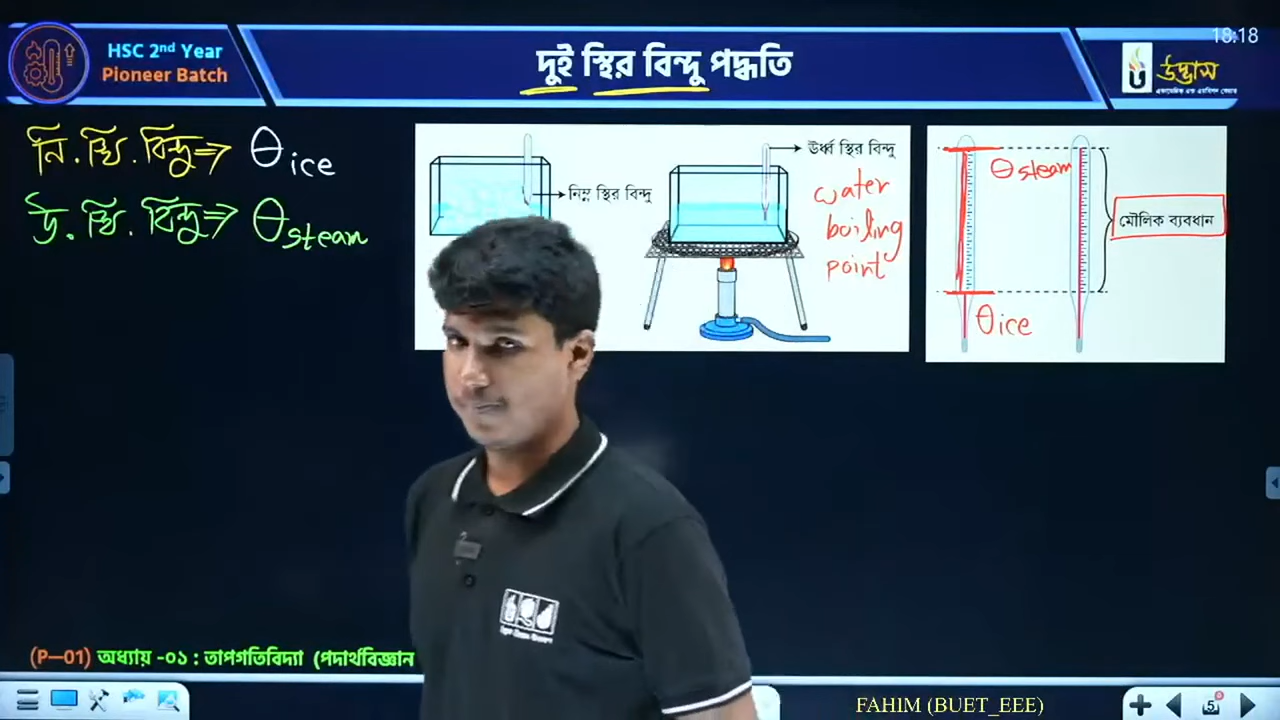 HSC 2nd Year
Pioneer Batch
দুই স্থির বিন্দু পদ্ধতি
18:18
উদ্ভাস
নি. স্থি. বিন্দু ⇒ θice
উ. স্থি. বিন্দু ⇒ θsteam
নিম্ন স্থির বিন্দু
ঊর্ধ্ব স্থির বিন্দু
water
boiling
point
θsteam
মৌলিক ব্যবধান
θice
(P–01) অধ্যায় -০১ : তাপগতিবিদ্যা (পদার্থবিজ্ঞান
FAHIM (BUET_EEE)
5